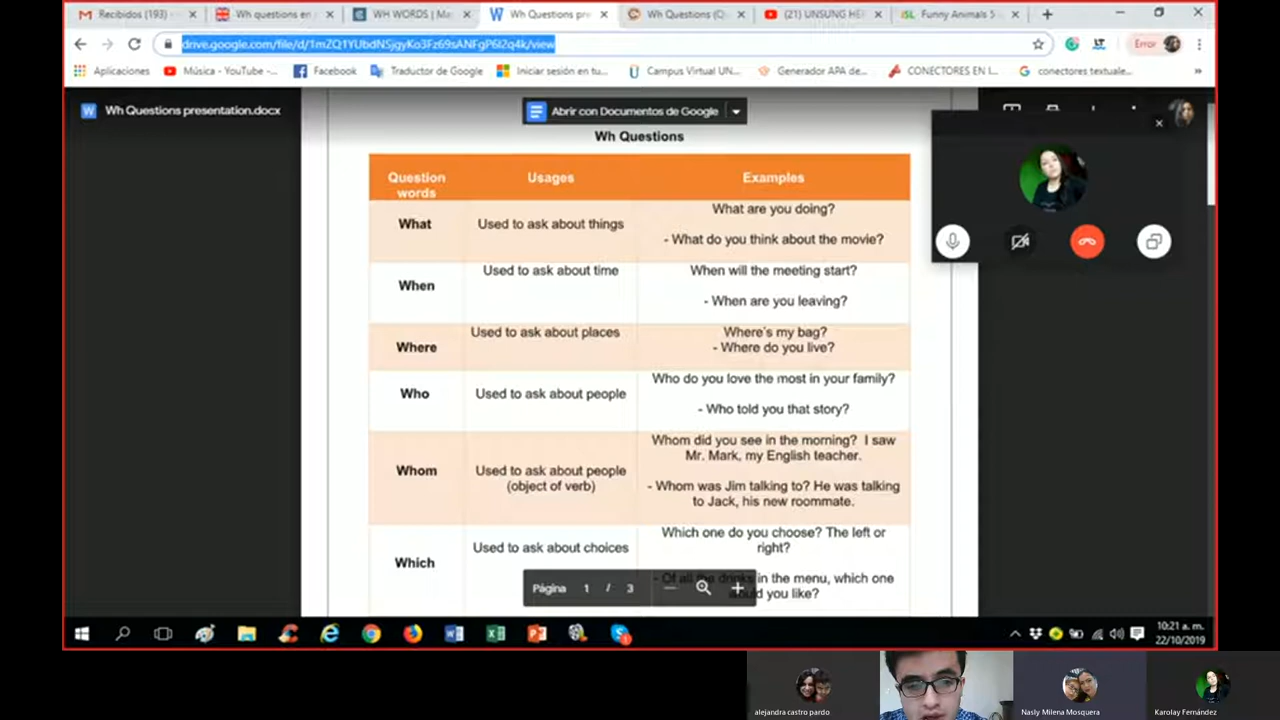 Recibidos (193)
Wh questions en
WH WORDS | Ma
Wh Questions pre
Wh Questions (Q
(21) UNSUNG HE
Funny Animals 5
drive.google.com/file/d/1mZQ1YUbdNSjgyKo3Fz69sANFgP6I2q4k/view
Error
Aplicaciones
Música - YouTube -...
Facebook
Traductor de Google
Iniciar sesión en tu...
Campus Virtual UN...
Generador APA de...
CONECTORES EN I...
conectores textuale...
Wh Questions presentation.docx
Abrir con Documentos de Google
Wh Questions
Question words
Usages
Examples
What
Used to ask about things
What are you doing?
- What do you think about the movie?
When
Used to ask about time
When will the meeting start?
- When are you leaving?
Where
Used to ask about places
Where's my bag?
- Where do you live?
Who
Used to ask about people
Who do you love the most in your family?
- Who told you that story?
Whom
Used to ask about people
(object of verb)
Whom did you see in the morning? I saw
Mr. Mark, my English teacher.
- Whom was Jim talking to? He was talking
to Jack, his new roommate.
Which
Used to ask about choices
Which one do you choose? The left or
right?
- Of all the drinks in the menu, which one
would you like?
Página 1 / 3
10:21 a. m.
22/10/2019
alejandra castro pardo
Nasly Milena Mosquera
Karolay Fernández